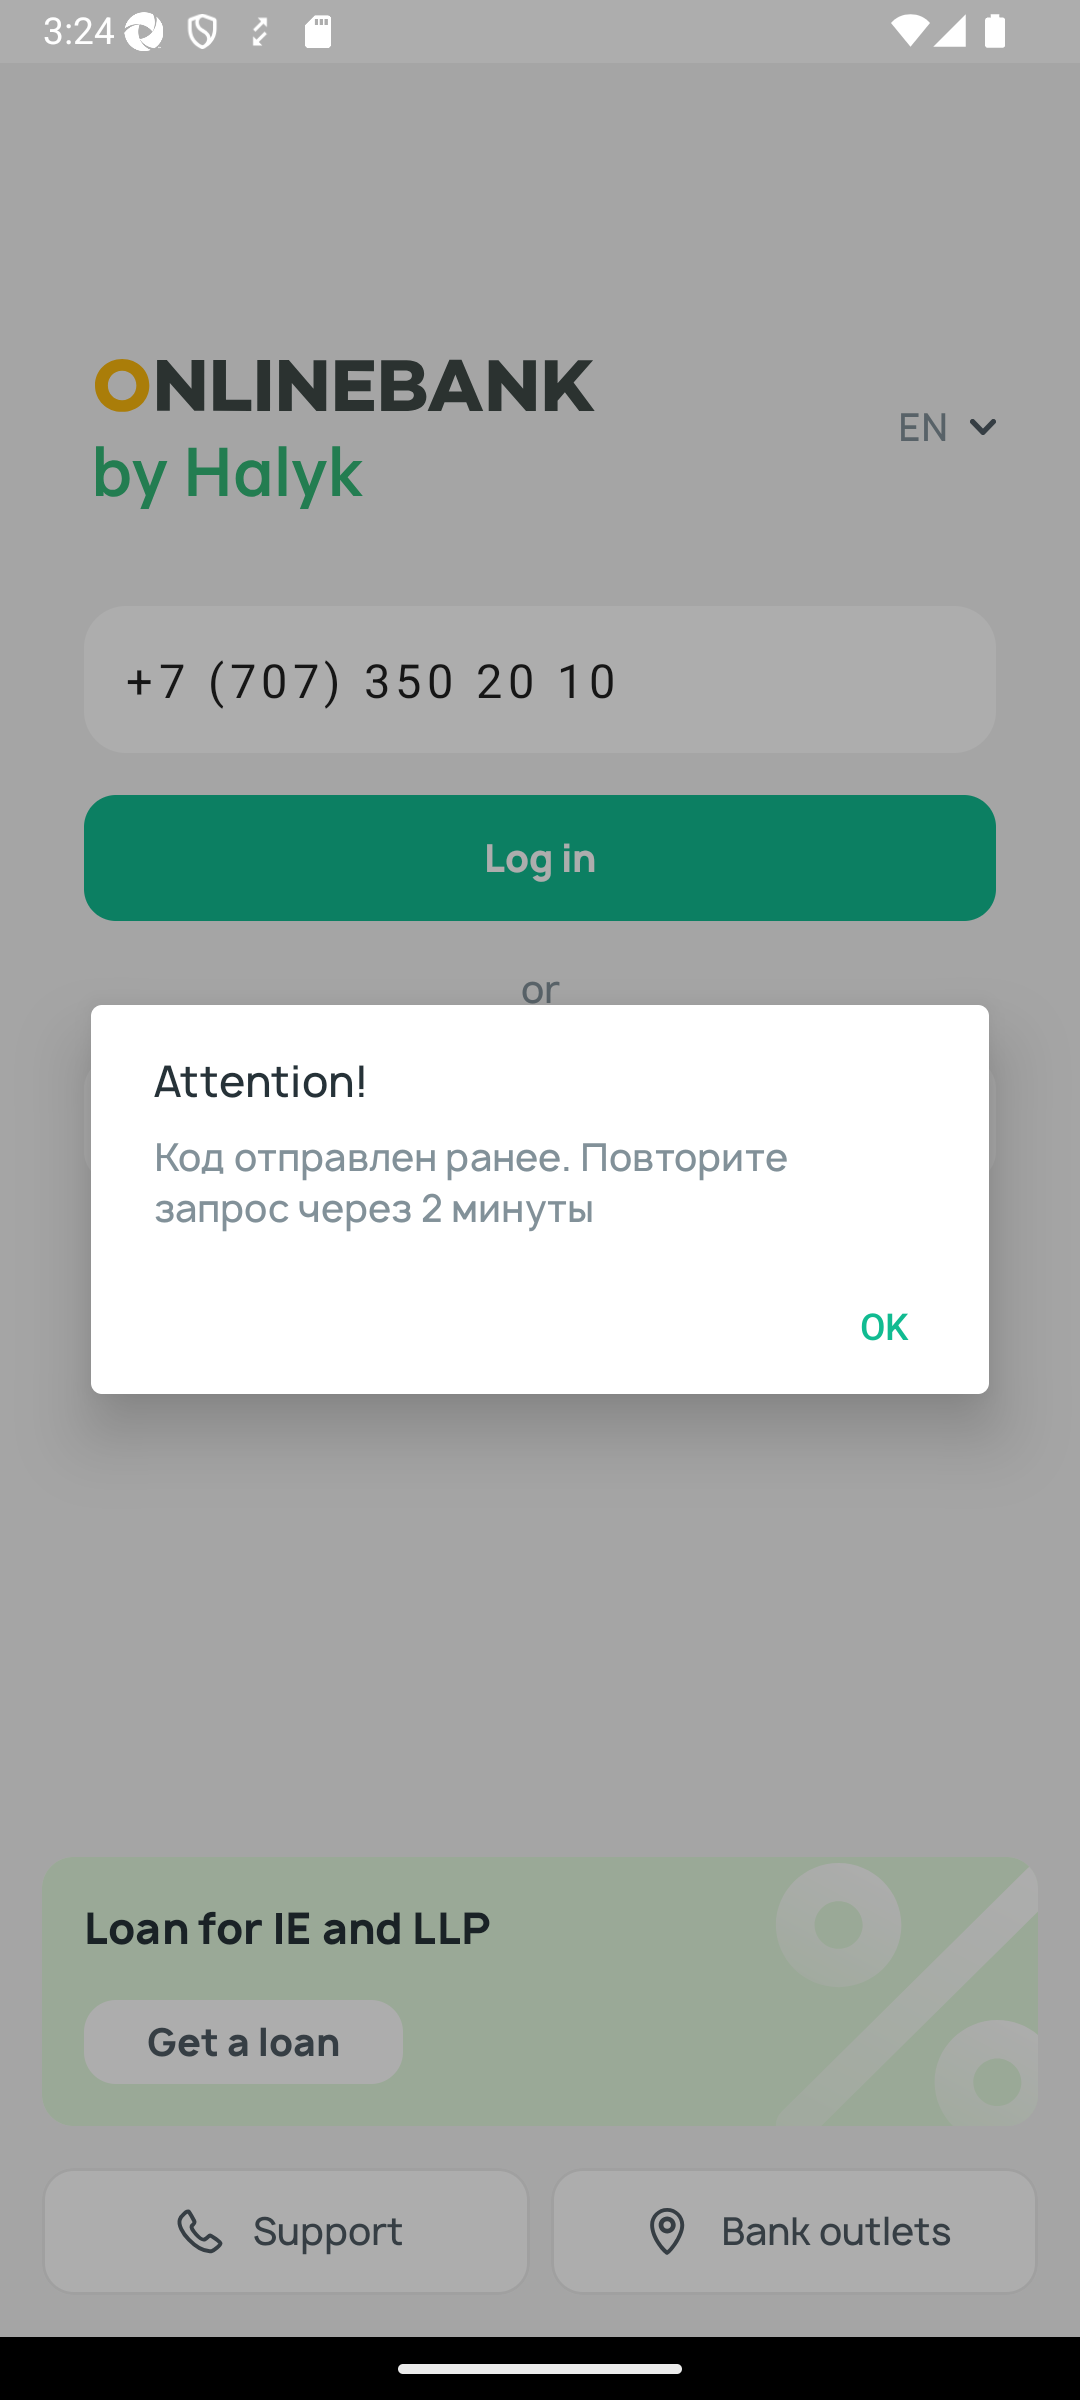 3:24
ONLINEBANK
by Halyk
EN
+7 (707) 350 20 10
Log in
or
Attention!
Код отправлен ранее. Повторите
запрос через 2 минуты
OK
Loan for IE and LLP
Get a loan
Support
Bank outlets